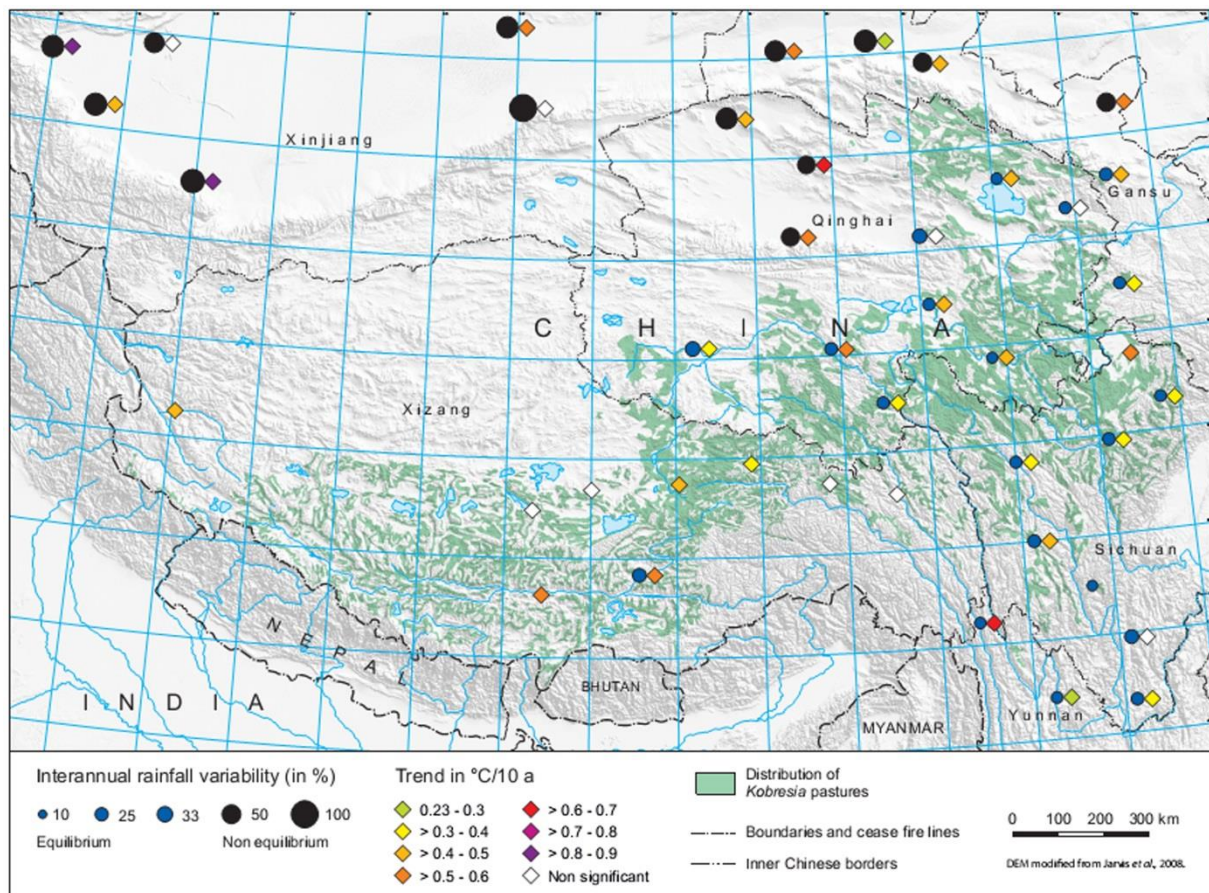 Xinjiang
Gansu
Qinghai
CHINA
Xizang
Sichuan
NEPAL
BHUTAN
INDIA
Yunnan
MYANMAR
Interannual rainfall variability (in %)
10 25 33 50 100
Equilibrium Non equilibrium
Trend in °C/10 a
0.23 - 0.3
> 0.3 - 0.4
> 0.4 - 0.5
> 0.5 - 0.6
> 0.6 - 0.7
> 0.7 - 0.8
> 0.8 - 0.9
Non significant
Distribution of
Kobresia pastures
Boundaries and cease fire lines
Inner Chinese borders
0 100 200 300 km
DEM modified from Jarvis et al., 2008.